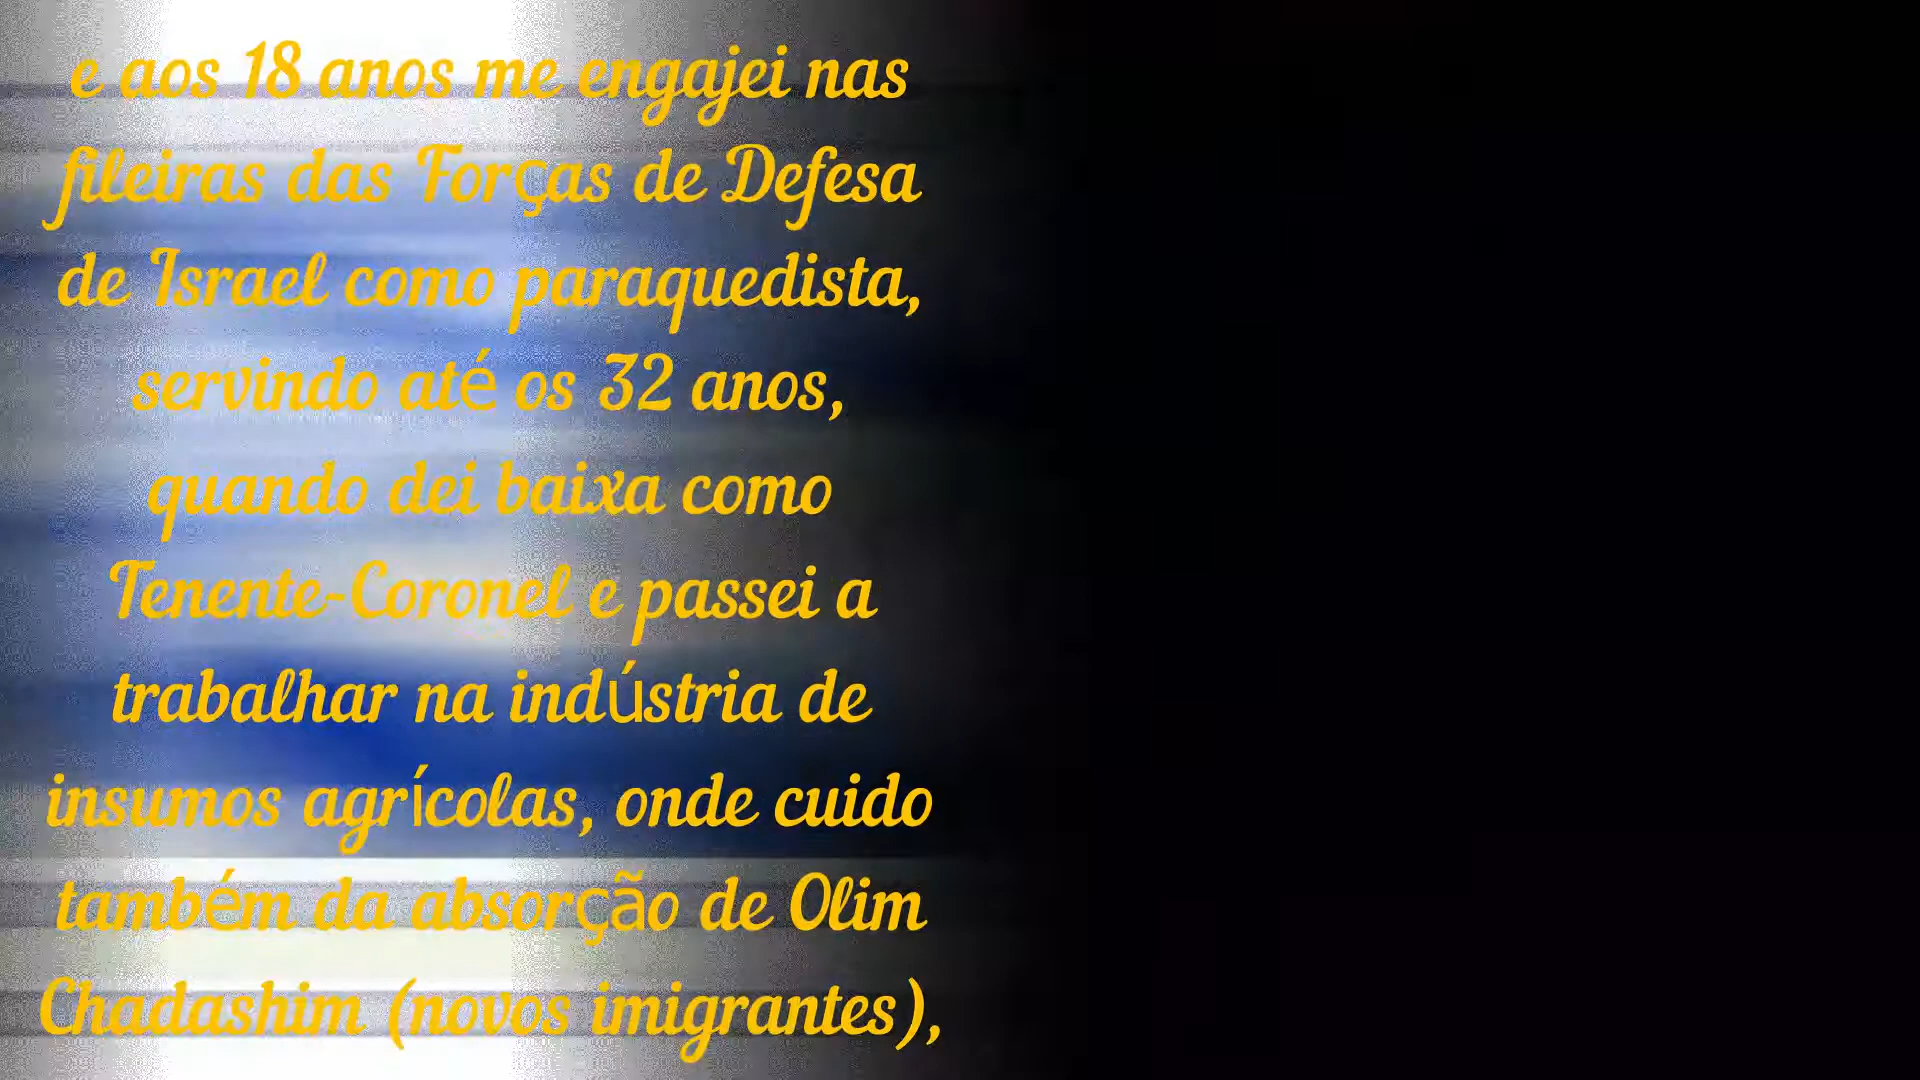 e aos 18 anos me engajei nas
fileiras das Forças de Defesa
de Israel como paraquedista,
servindo até os 32 anos,
quando dei baixa como
Tenente-Coronel e passei a
trabalhar na indústria de
insumos agrícolas, onde cuido
também da absorção de Olim
Chadashim (novos imigrantes),